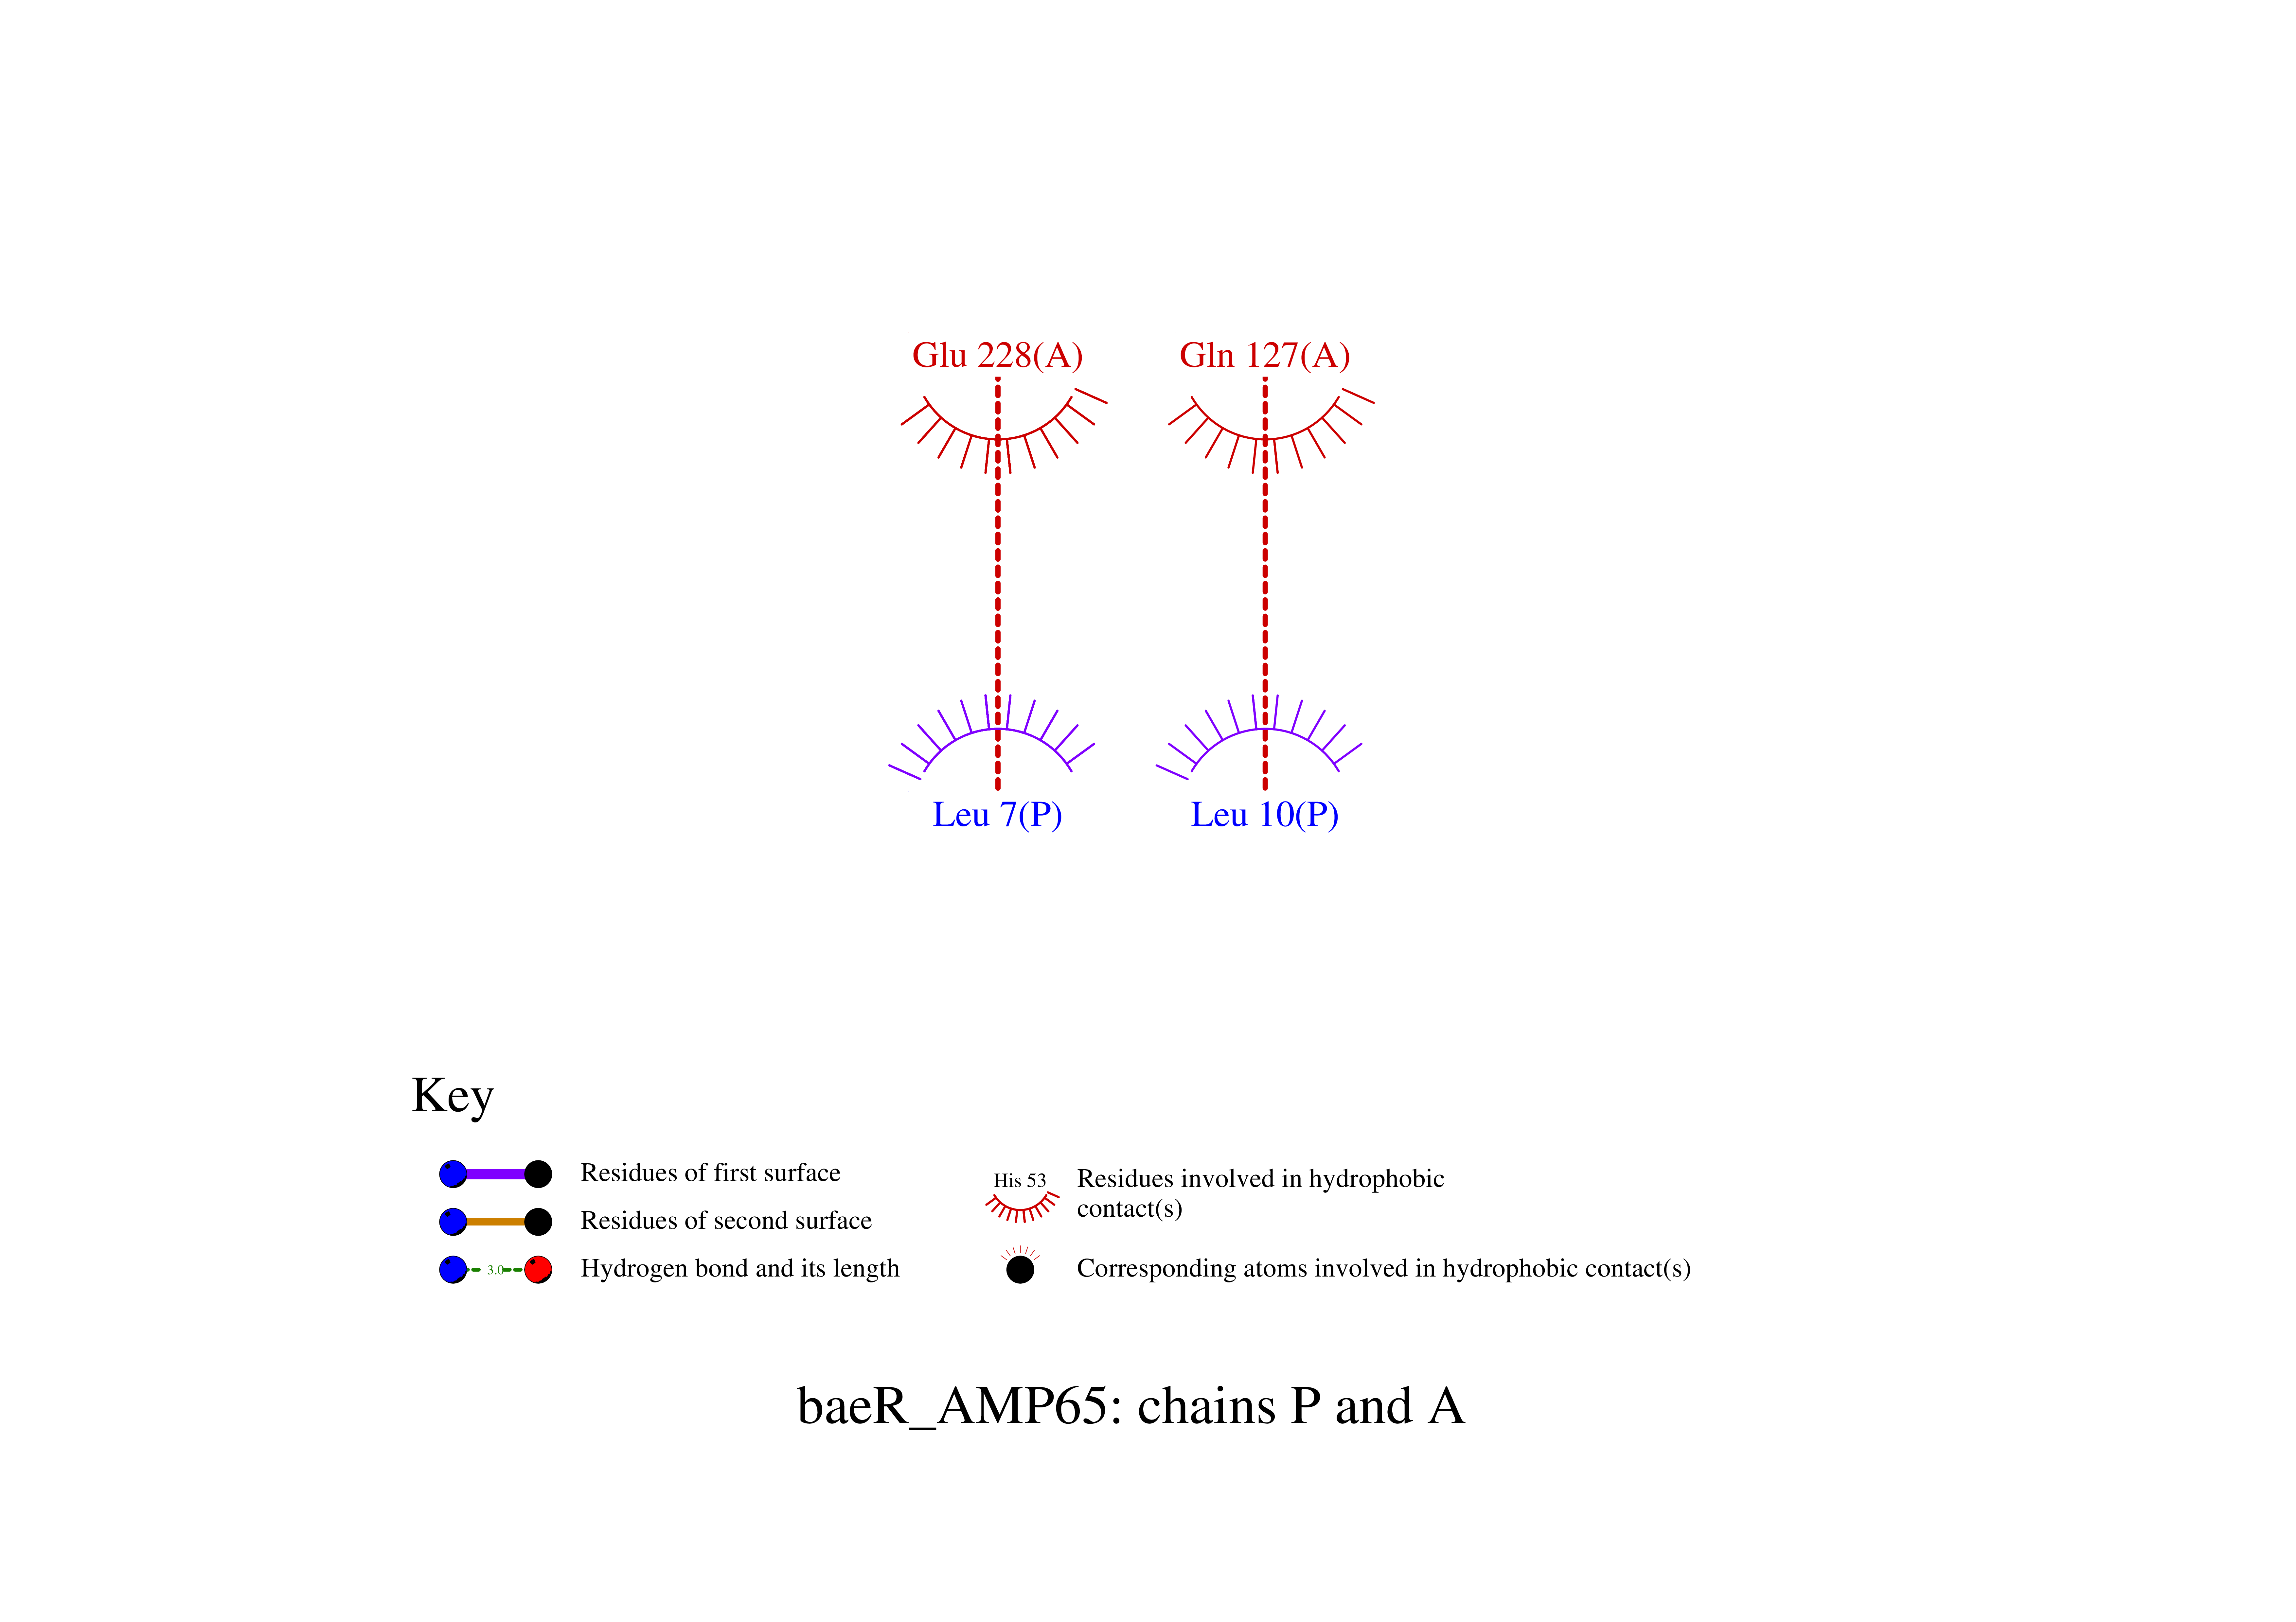 Glu 228(A) Gln 127(A)
Leu 7(P) Leu 10(P)
Key
Residues of first surface
Residues of second surface
3.0 Hydrogen bond and its length
His 53 Residues involved in hydrophobic
contact(s)
Corresponding atoms involved in hydrophobic contact(s)
baeR_AMP65: chains P and A